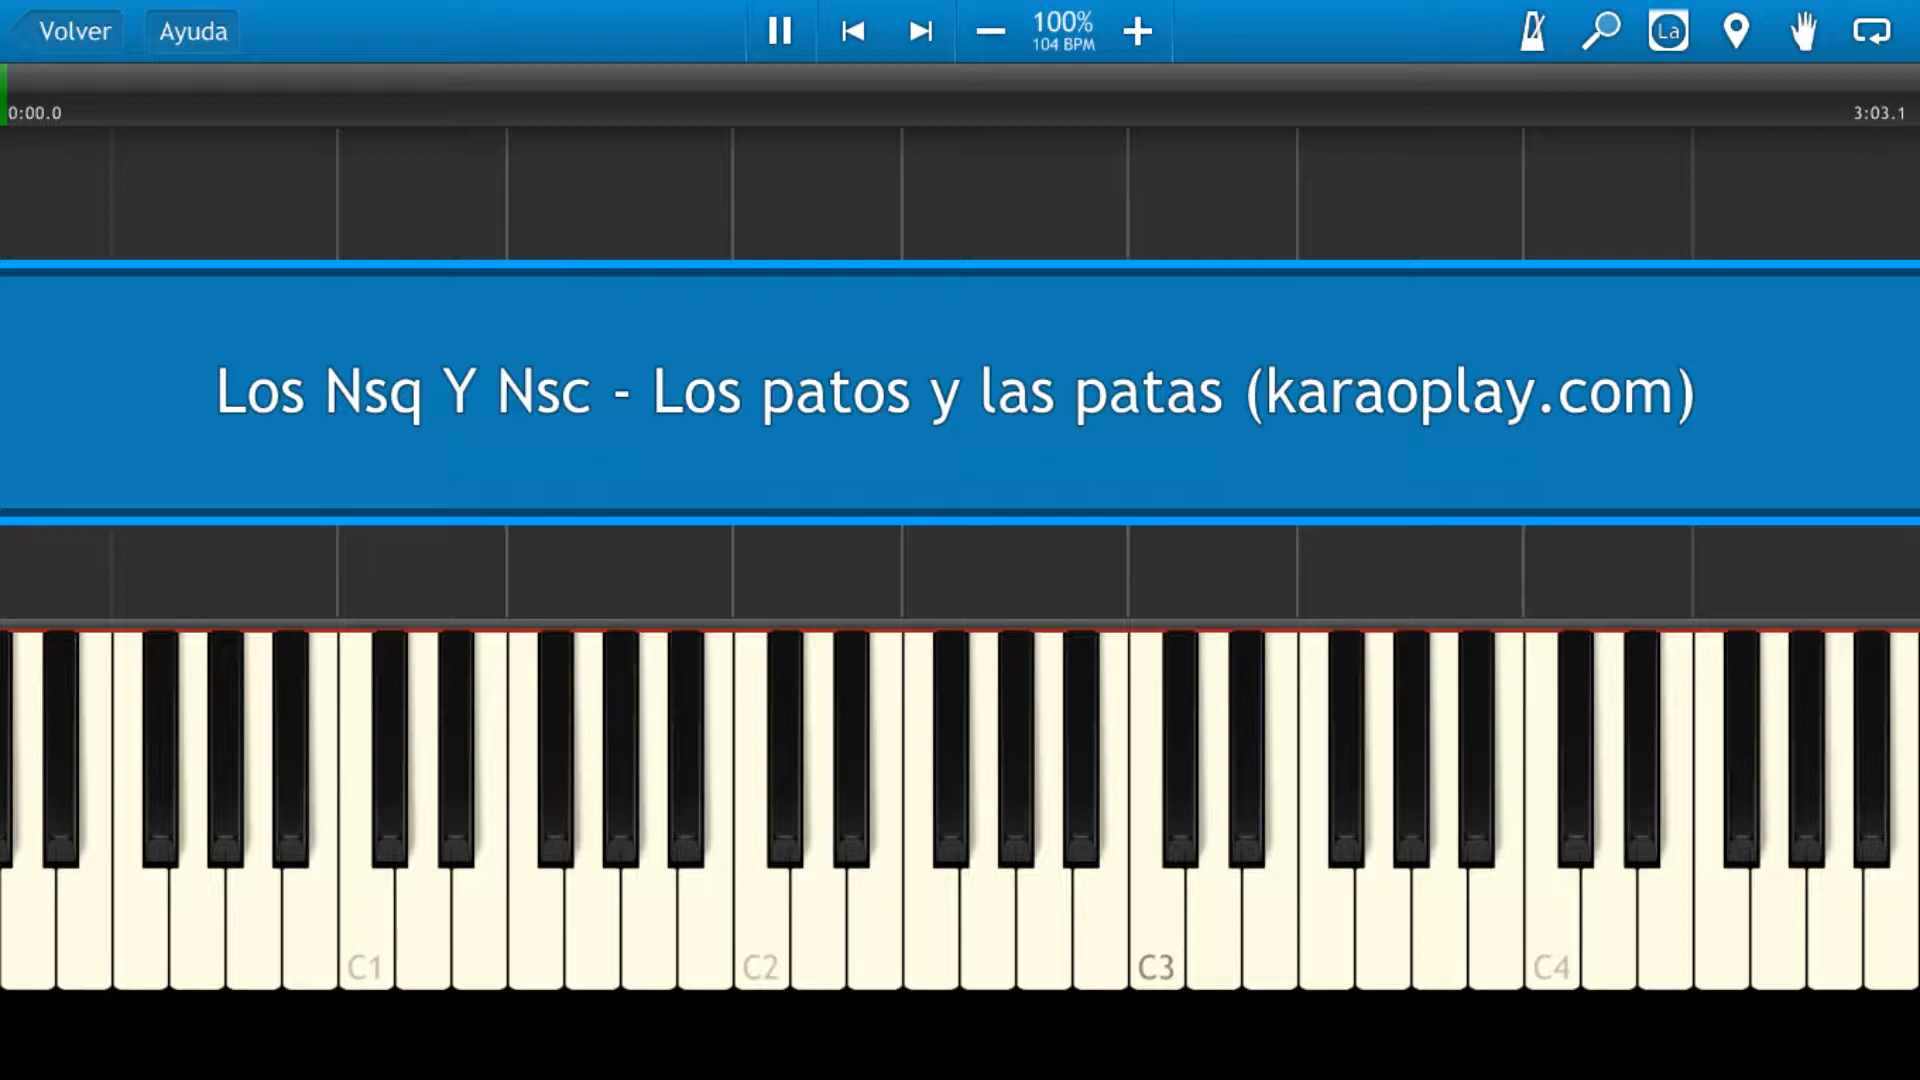 Volver
Ayuda
100%
104 BPM
La
0:00.0
3:03.1
Los Nsq Y Nsc - Los patos y las patas (karaoplay.com)
C1
C2
C3
C4